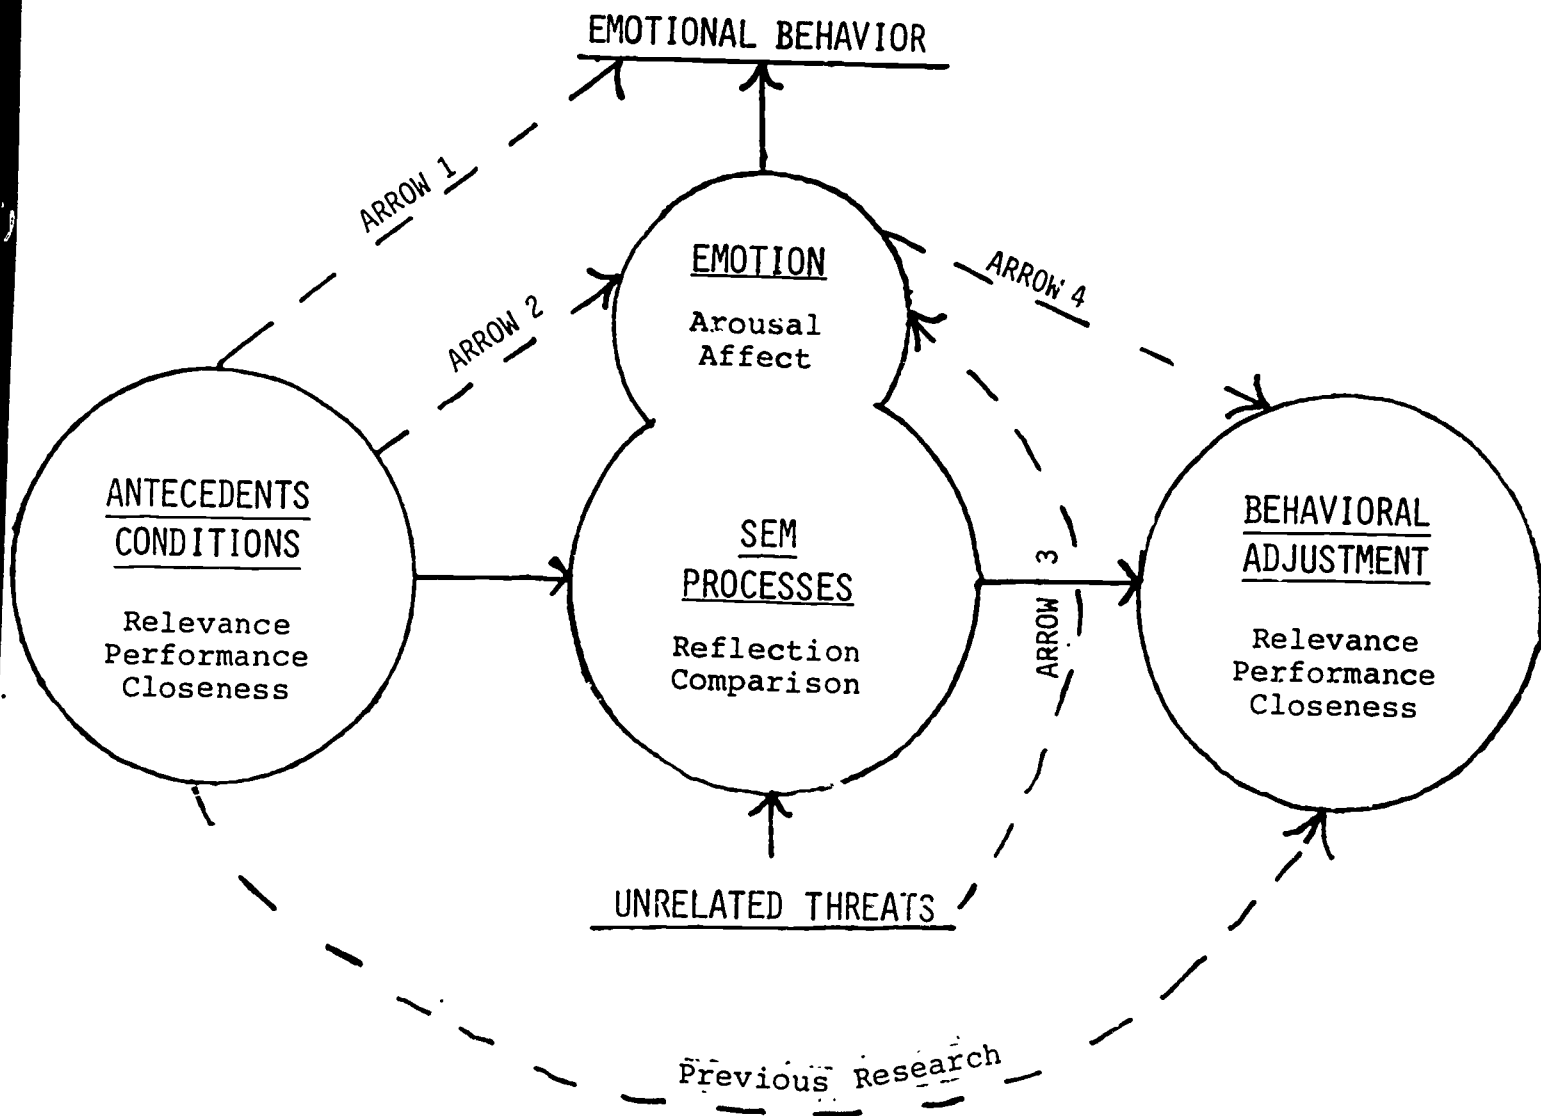 EMOTIONAL BEHAVIOR
ARROW 1
ARROW 2
EMOTION
Arousal
Affect
ARROW 4
ANTECEDENTS
CONDITIONS
Relevance
Performance
Closeness
SEM
PROCESSES
Reflection
Comparison
ARROW 3
BEHAVIORAL
ADJUSTMENT
Relevance
Performance
Closeness
UNRELATED THREATS
Previous Research